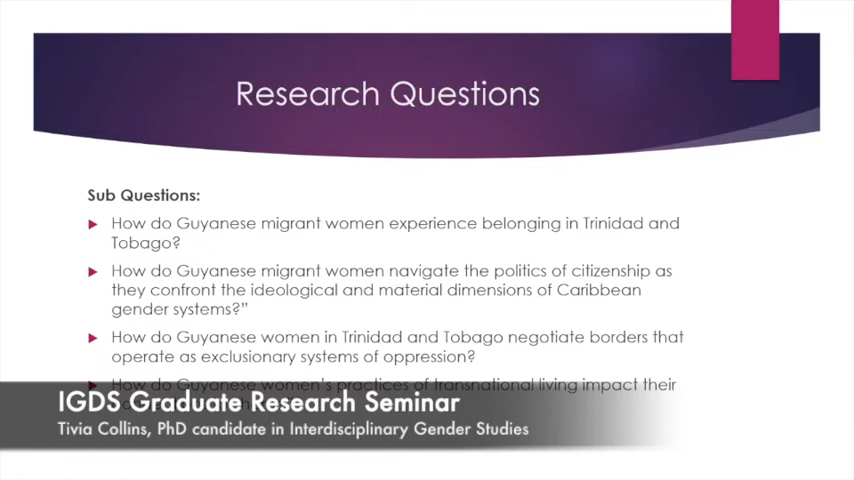 Research Questions
Sub Questions:
How do Guyanese migrant women experience belonging in Trinidad and
Tobago?
How do Guyanese migrant women navigate the politics of citizenship as
they confront the ideological and material dimensions of Caribbean
gender systems?”
How do Guyanese women in Trinidad and Tobago negotiate borders that
operate as exclusionary systems of oppression?
How do Guyanese women's practices of transnational living impact their
IGDS Graduate Research Seminar
Tivia Collins, PhD candidate in Interdisciplinary Gender Studies